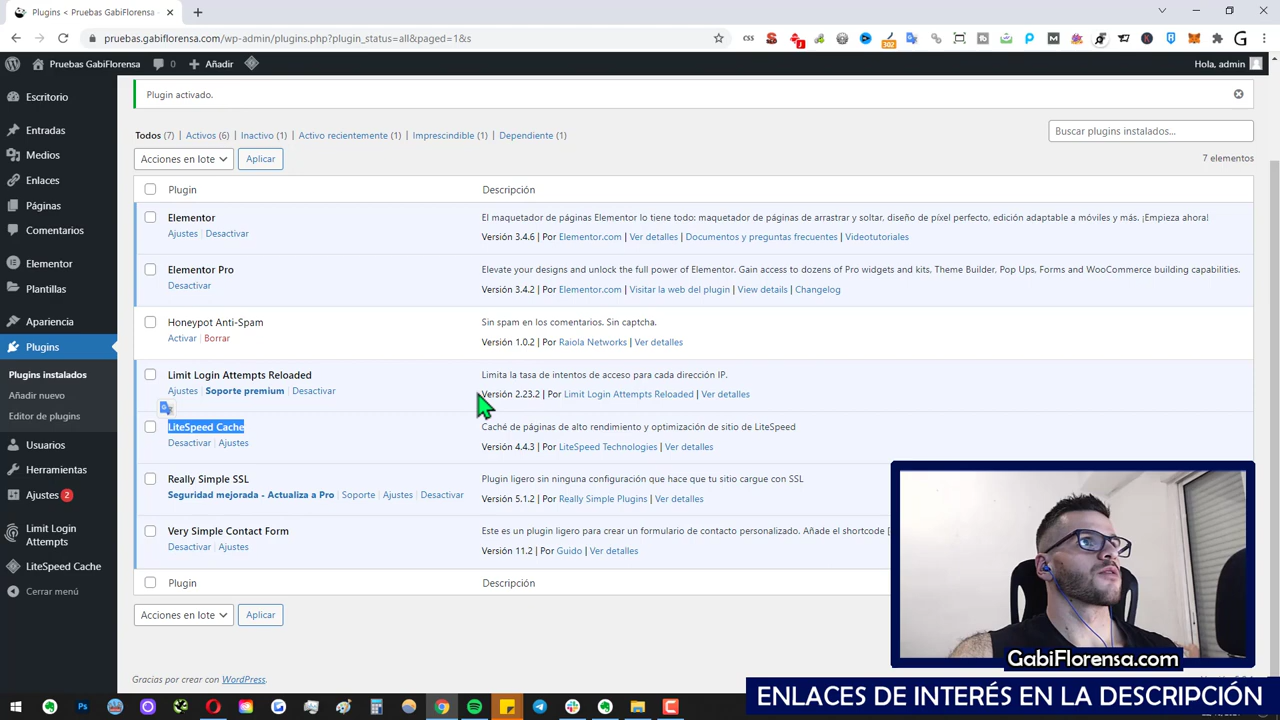 Plugins < Pruebas GabiFlorensa —
pruebas.gabiflorensa.com/wp-admin/plugins.php?plugin_status=all&paged=1&s
302
Pruebas GabiFlorensa 0 + Añadir Hola, admin
Escritorio
Entradas
Medios
Enlaces
Páginas
Comentarios
Elementor
Plantillas
Apariencia
Plugins
Plugins instalados
Añadir nuevo
Editor de plugins
Usuarios
Herramientas
Ajustes 2
Limit Login
Attempts
LiteSpeed Cache
Cerrar menú
Plugin activado.
Todos (7) | Activos (6) | Inactivo (1) | Activo recientemente (1) | Imprescindible (1) | Dependiente (1)
Buscar plugins instalados...
Acciones en lote Aplicar
7 elementos
Plugin Descripción
Elementor
Ajustes | Desactivar
El maquetador de páginas Elementor lo tiene todo: maquetador de páginas de arrastrar y soltar, diseño de píxel perfecto, edición adaptable a móviles y más. ¡Empieza ahora!
Versión 3.4.6 | Por Elementor.com | Ver detalles | Documentos y preguntas frecuentes | Videotutoriales
Elementor Pro
Desactivar
Elevate your designs and unlock the full power of Elementor. Gain access to dozens of Pro widgets and kits, Theme Builder, Pop Ups, Forms and WooCommerce building capabilities.
Versión 3.4.2 | Por Elementor.com | Visitar la web del plugin | View details | Changelog
Honeypot Anti-Spam
Activar | Borrar
Sin spam en los comentarios. Sin captcha.
Versión 1.0.2 | Por Raiola Networks | Ver detalles
Limit Login Attempts Reloaded
Ajustes | Soporte premium | Desactivar
Limita la tasa de intentos de acceso para cada dirección IP.
Versión 2.23.2 | Por Limit Login Attempts Reloaded | Ver detalles
LiteSpeed Cache
Desactivar | Ajustes
Caché de páginas de alto rendimiento y optimización de sitio de LiteSpeed
Versión 4.4.3 | Por LiteSpeed Technologies | Ver detalles
Really Simple SSL
Seguridad mejorada - Actualiza a Pro | Soporte | Ajustes | Desactivar
Plugin ligero sin ninguna configuración que hace que tu sitio cargue con SSL
Versión 5.1.2 | Por Really Simple Plugins | Ver detalles
Very Simple Contact Form
Desactivar | Ajustes
Este es un plugin ligero para crear un formulario de contacto personalizado. Añade el shortcode [
Versión 11.2 | Por Guido | Ver detalles
Plugin Descripción
Acciones en lote Aplicar
Gracias por crear con WordPress.
GabiFlorensa.com
ENLACES DE INTERÉS EN LA DESCRIPCIÓN